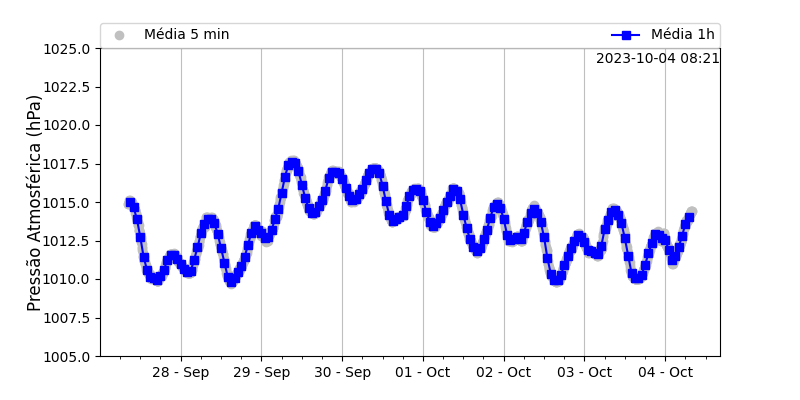 Média 5 min
Média 1h
2023-10-04 08:21
Pressão Atmosférica (hPa)
1025.0
1022.5
1020.0
1017.5
1015.0
1012.5
1010.0
1007.5
1005.0
28 - Sep
29 - Sep
30 - Sep
01 - Oct
02 - Oct
03 - Oct
04 - Oct